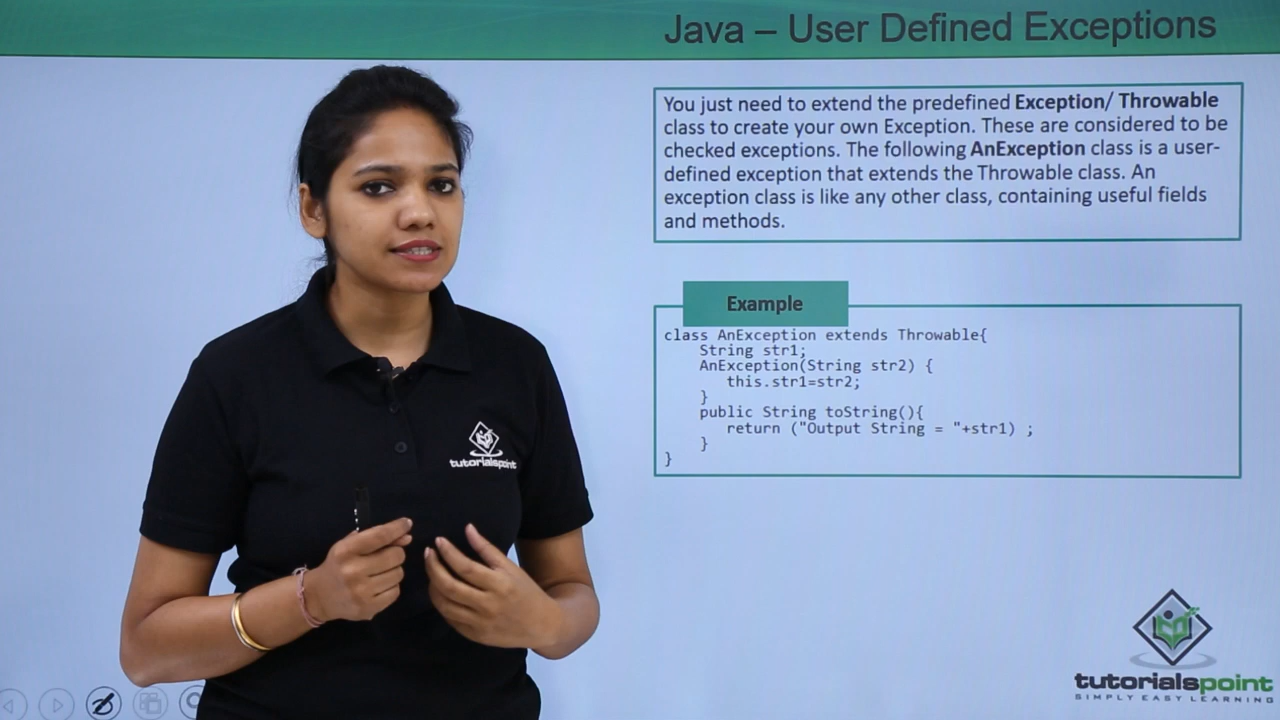 Java – User Defined Exceptions
You just need to extend the predefined Exception/ Throwable
class to create your own Exception. These are considered to be
checked exceptions. The following AnException class is a user-
defined exception that extends the Throwable class. An
exception class is like any other class, containing useful fields
and methods.
Example
class AnException extends Throwable{
    String str1;
    AnException(String str2) {
       this.str1=str2;
    }
    public String toString(){
       return ("Output String = "+str1) ;
    }
}
tutorialspoint
tutorialspoint
SIMPLY EASY LEARNING